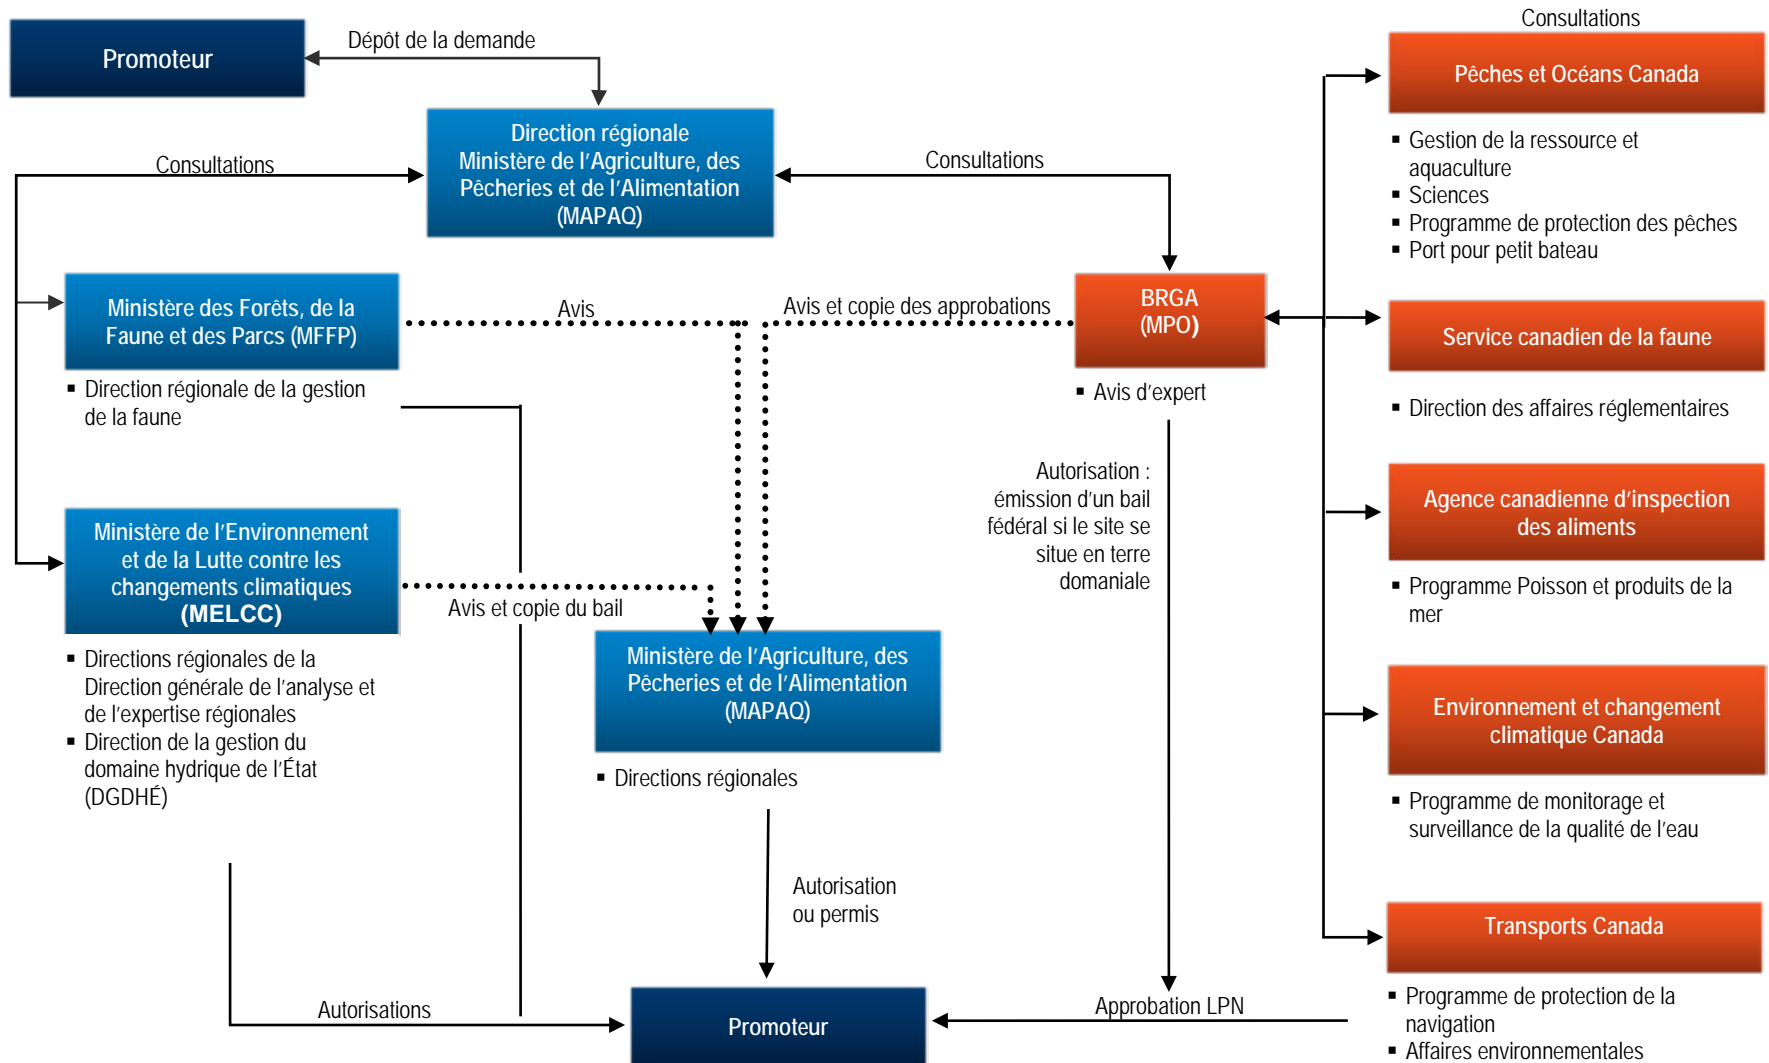 Consultations
Promoteur
Dépôt de la demande
Pêches et Océans Canada
Direction régionale
Ministère de l'Agriculture, des
Pêcheries et de l'Alimentation
(MAPAQ)
Consultations
Consultations
▪ Gestion de la ressource et
aquaculture
▪ Sciences
▪ Programme de protection des pêches
▪ Port pour petit bateau
Ministère des Forêts, de la
Faune et des Parcs (MFFP)
Avis
Avis et copie des approbations
BRGA
(MPO)
Service canadien de la faune
▪ Direction régionale de la gestion
de la faune
▪ Avis d'expert
▪ Direction des affaires réglementaires
Autorisation :
émission d'un bail
fédéral si le site se
situe en terre
domaniale
Agence canadienne d'inspection
des aliments
Ministère de l'Environnement
et de la Lutte contre les
changements climatiques
(MELCC)
Avis et copie du bail
▪ Programme Poisson et produits de la
mer
Ministère de l'Agriculture, des
Pêcheries et de l'Alimentation
(MAPAQ)
▪ Directions régionales de la
Direction générale de l'analyse et
de l'expertise régionales
▪ Direction de la gestion du
domaine hydrique de l'État
(DGDHÉ)
▪ Directions régionales
Environnement et changement
climatique Canada
▪ Programme de monitorage et
surveillance de la qualité de l'eau
Autorisation
ou permis
Transports Canada
Autorisations
Promoteur
Approbation LPN
▪ Programme de protection de la
navigation
▪ Affaires environnementales